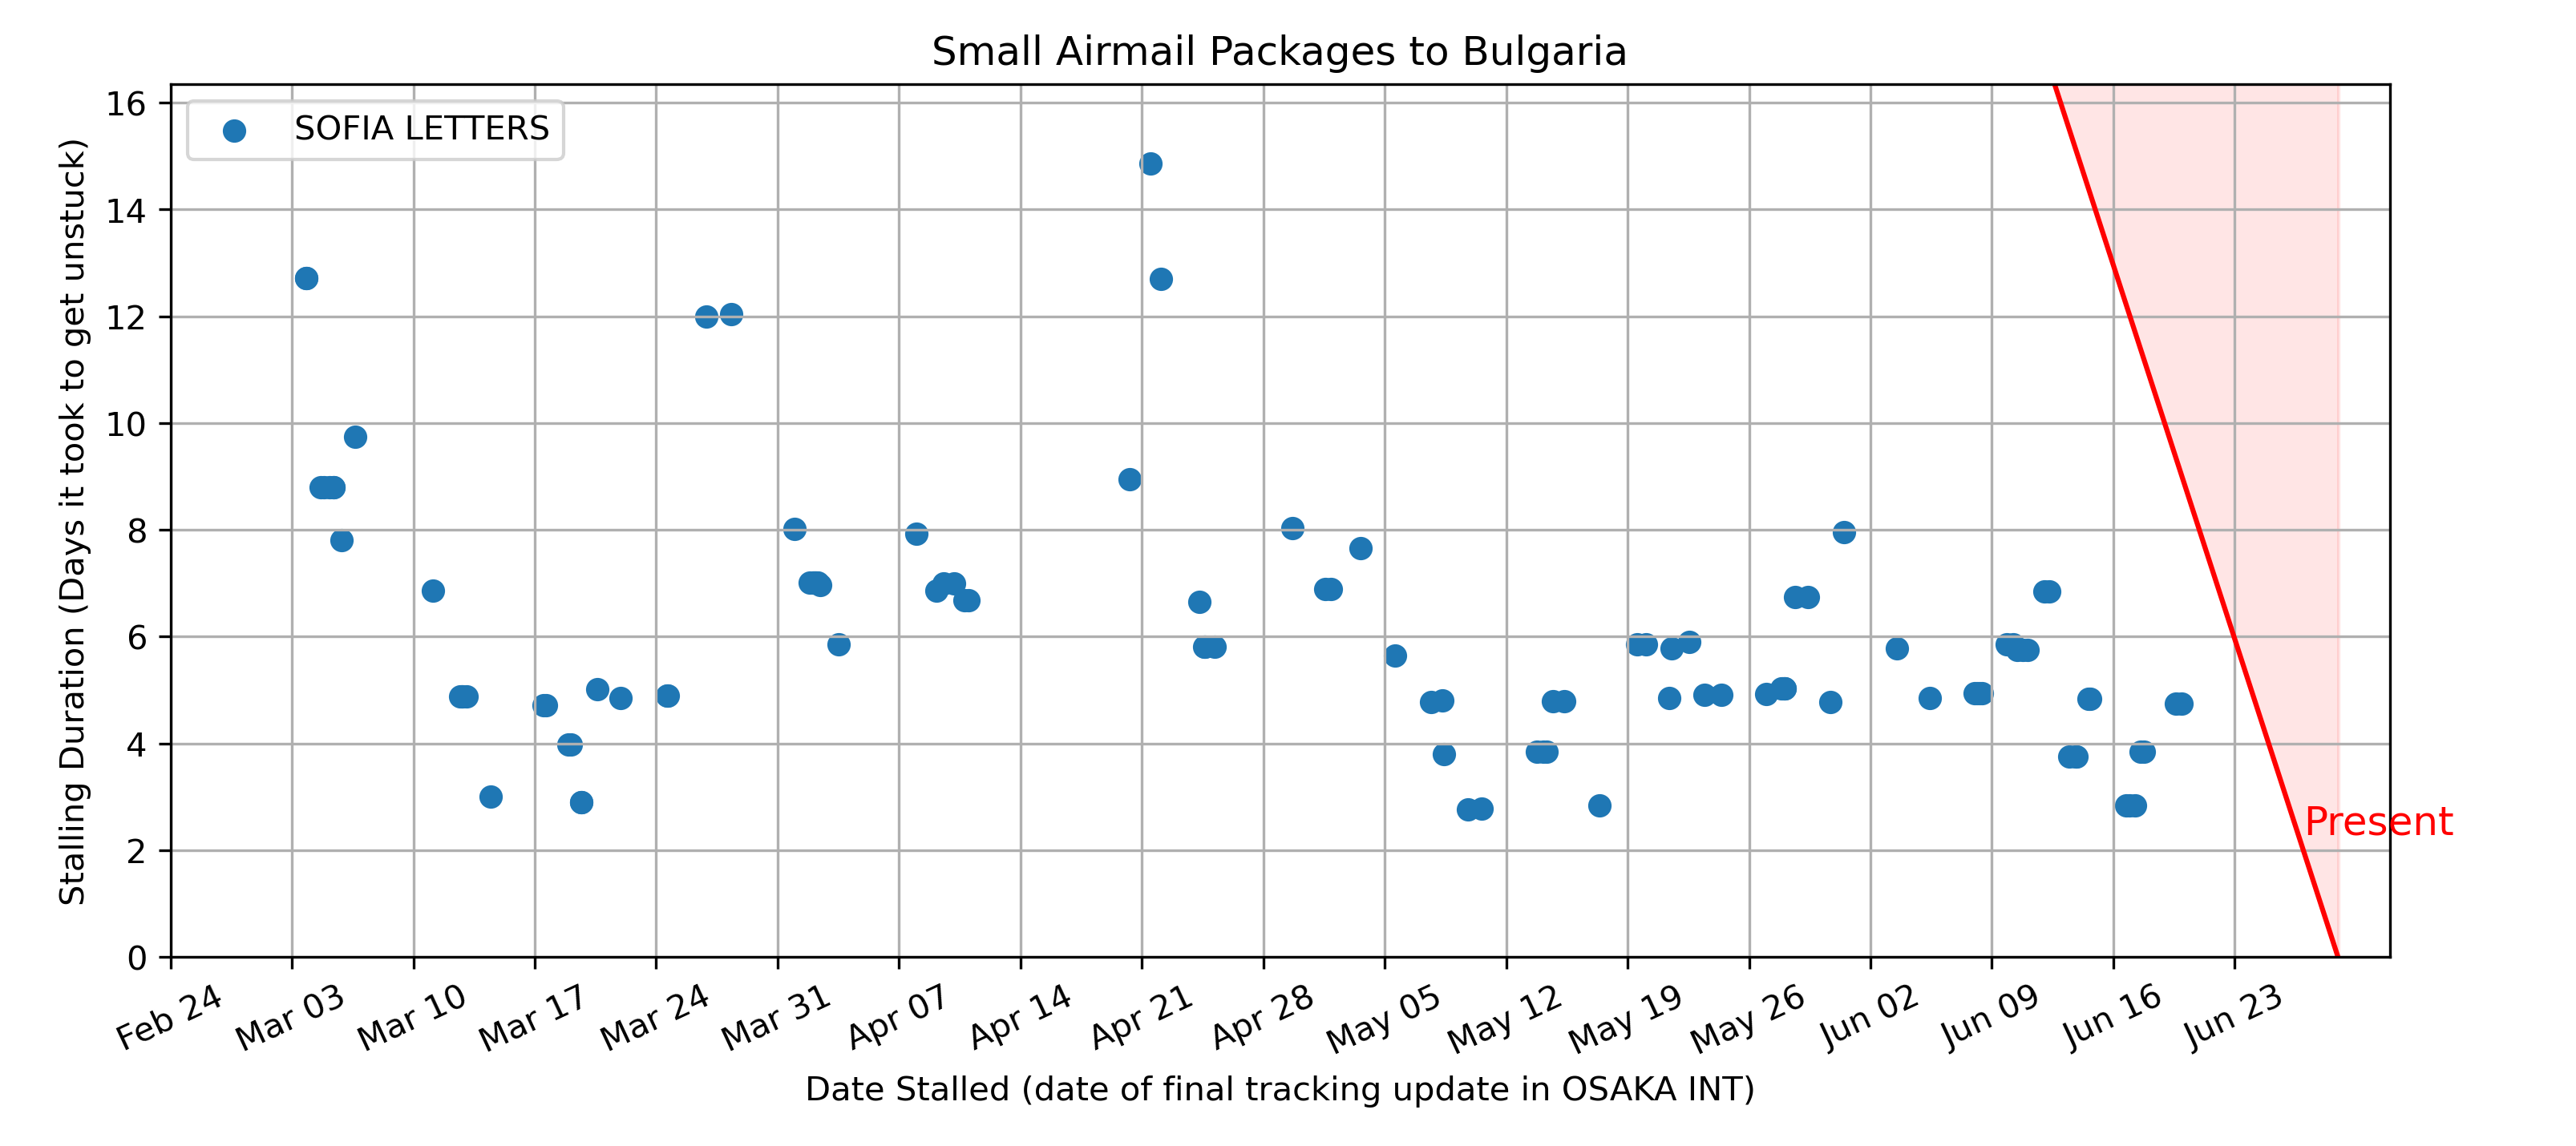 Small Airmail Packages to Bulgaria
SOFIA LETTERS
Stalling Duration (Days it took to get unstuck)
16
14
12
10
8
6
4
2
0
Present
Feb 24
Mar 03
Mar 10
Mar 17
Mar 24
Mar 31
Apr 07
Apr 14
Apr 21
Apr 28
May 05
May 12
May 19
May 26
Jun 02
Jun 09
Jun 16
Jun 23
Date Stalled (date of final tracking update in OSAKA INT)